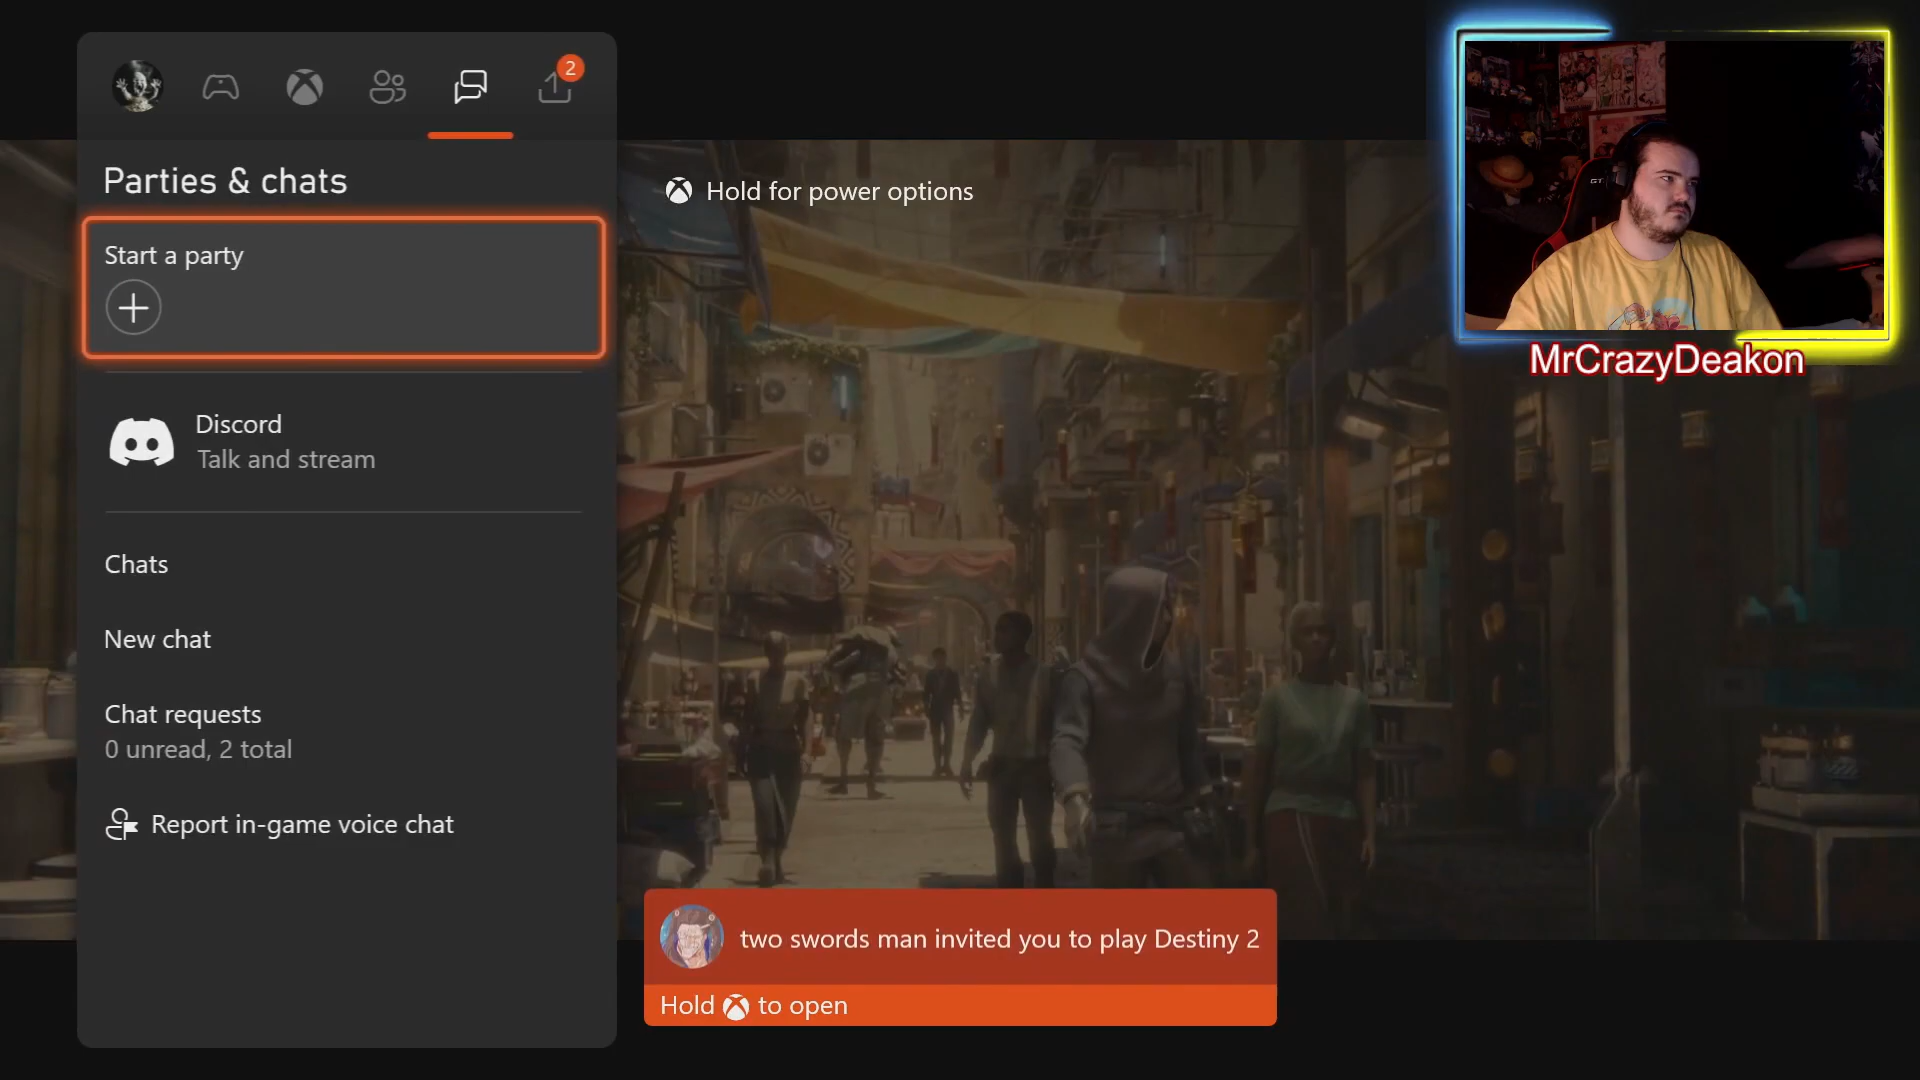 2
Parties & chats
Hold for power options
Start a party
MrCrazyDeakon
Discord
Talk and stream
Chats
New chat
Chat requests
0 unread, 2 total
Report in-game voice chat
two swords man invited you to play Destiny 2
Hold to open